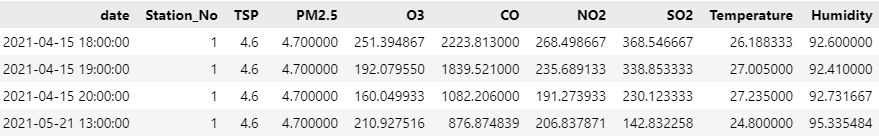 date Station_No TSP PM2.5 O3 CO NO2 SO2 Temperature Humidity
2021-04-15 18:00:00 1 4.6 4.700000 251.394867 2223.813000 268.498667 368.546667 26.188333 92.600000
2021-04-15 19:00:00 1 4.6 4.700000 192.079550 1839.521000 235.689133 338.853333 27.005000 92.410000
2021-04-15 20:00:00 1 4.6 4.700000 160.049933 1082.206000 191.273933 230.123333 27.235000 92.731667
2021-05-21 13:00:00 1 4.6 4.700000 210.927516 876.874839 206.837871 142.832258 24.800000 95.335484